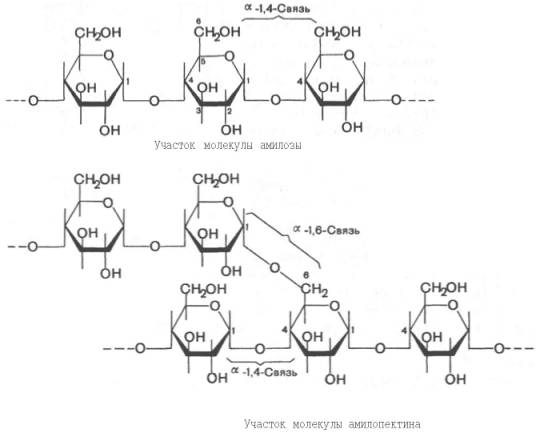 α -1,4-Связь
CH₂OH 6 CH₂OH CH₂OH
O 5 O O
4 1 4 1 4
OH OH OH
3 2
---O O O O---
OH OH OH
Участок молекулы амилозы
CH₂OH CH₂OH
O O
1 α -1,6-Связь
OH OH
---O O O
OH OH 6
CH₂OH CH₂ CH₂OH
O O O
1 4 1 4
OH OH OH
---O O O O---
α -1,4-Связь
OH OH OH
Участок молекулы амилопектина